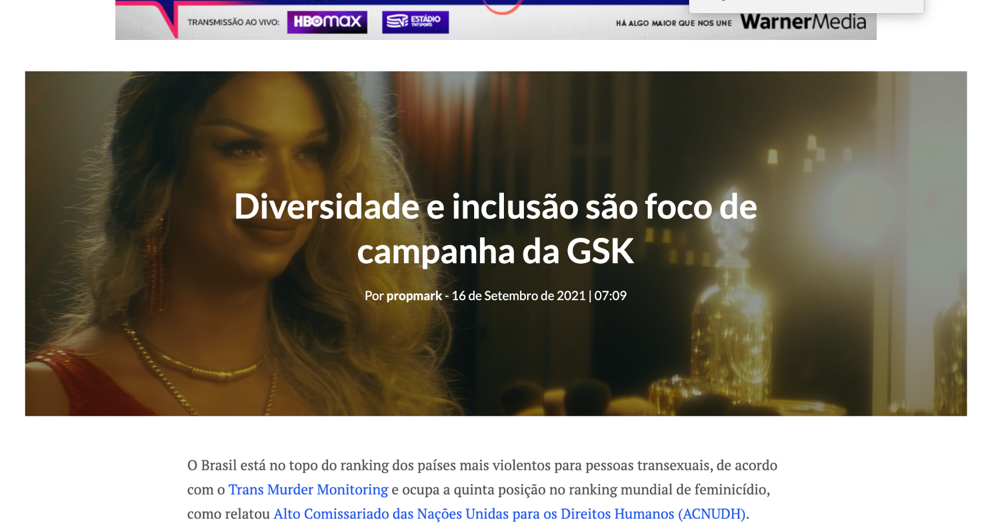 TRANSMISSÃO AO VIVO: HBOmax ESTÁDIO TNT SPORTS HÁ ALGO MAIOR QUE NOS UNE WarnerMedia
Diversidade e inclusão são foco de
campanha da GSK
Por propmark - 16 de Setembro de 2021 | 07:09
O Brasil está no topo do ranking dos países mais violentos para pessoas transexuais, de acordo
com o Trans Murder Monitoring e ocupa a quinta posição no ranking mundial de feminicídio,
como relatou Alto Comissariado das Nações Unidas para os Direitos Humanos (ACNUDH).